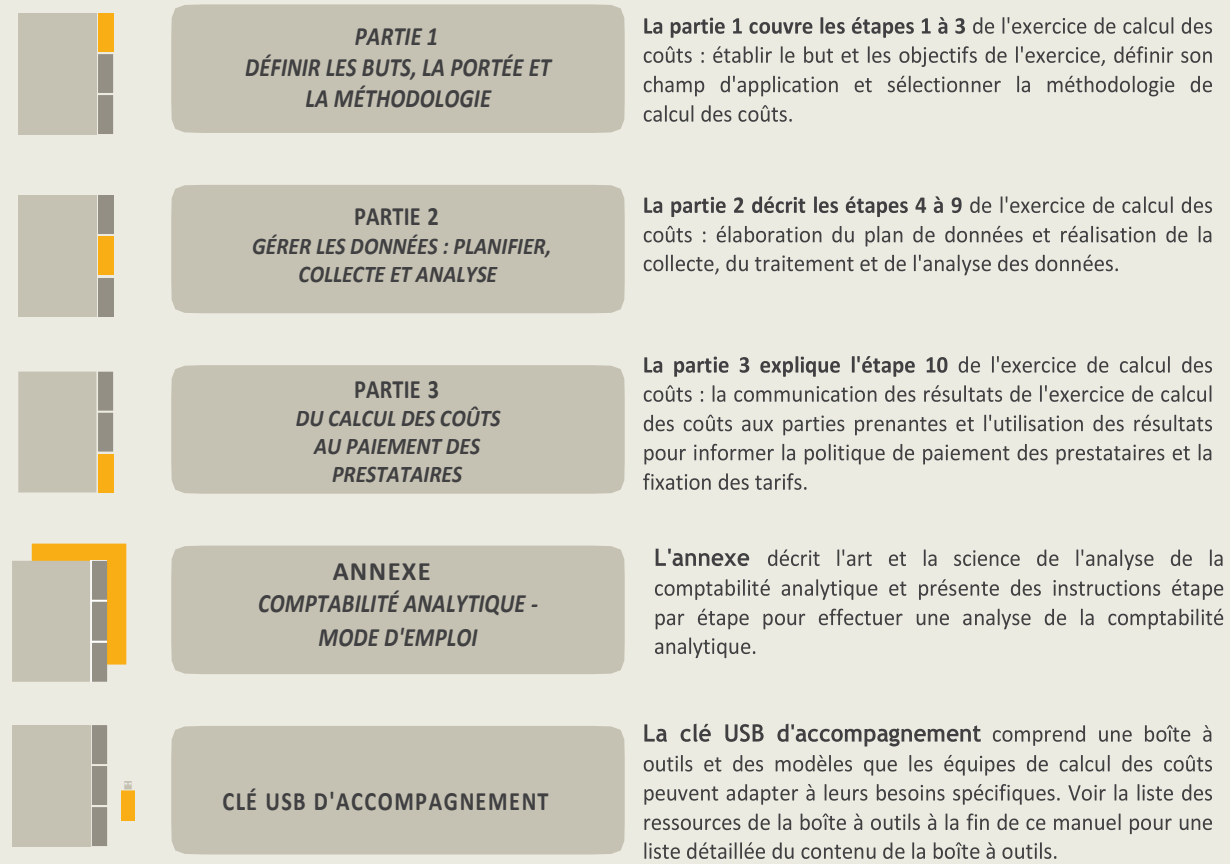 PARTIE 1
DÉFINIR LES BUTS, LA PORTÉE ET
LA MÉTHODOLOGIE
La partie 1 couvre les étapes 1 à 3 de l'exercice de calcul des
coûts : établir le but et les objectifs de l'exercice, définir son
champ d'application et sélectionner la méthodologie de
calcul des coûts.
PARTIE 2
GÉRER LES DONNÉES : PLANIFIER,
COLLECTE ET ANALYSE
La partie 2 décrit les étapes 4 à 9 de l'exercice de calcul des
coûts : élaboration du plan de données et réalisation de la
collecte, du traitement et de l'analyse des données.
PARTIE 3
DU CALCUL DES COÛTS
AU PAIEMENT DES
PRESTATAIRES
La partie 3 explique l'étape 10 de l'exercice de calcul des
coûts : la communication des résultats de l'exercice de calcul
des coûts aux parties prenantes et l'utilisation des résultats
pour informer la politique de paiement des prestataires et la
fixation des tarifs.
ANNEXE
COMPTABILITÉ ANALYTIQUE -
MODE D'EMPLOI
L'annexe décrit l'art et la science de l'analyse de la
comptabilité analytique et présente des instructions étape
par étape pour effectuer une analyse de la comptabilité
analytique.
CLÉ USB D'ACCOMPAGNEMENT
La clé USB d'accompagnement comprend une boîte à
outils et des modèles que les équipes de calcul des coûts
peuvent adapter à leurs besoins spécifiques. Voir la liste des
ressources de la boîte à outils à la fin de ce manuel pour une
liste détaillée du contenu de la boîte à outils.